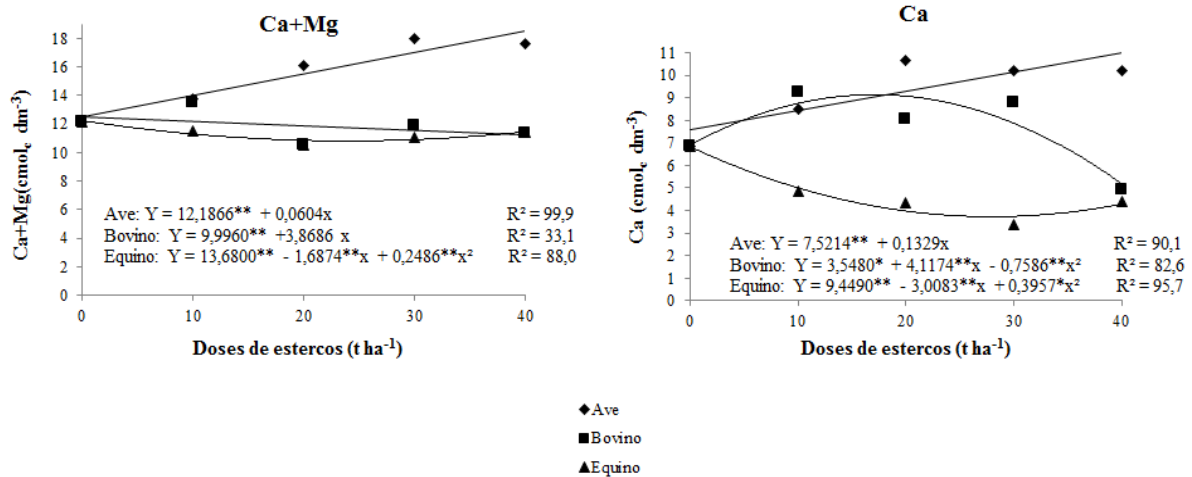 Ca+Mg
Ca+Mg(cmolc dm-3)
18
16
14
12
10
8
6
4
2
0
Ave: Y = 12,1866** + 0,0604x R² = 99,9
Bovino: Y = 9,9960** +3,8686 x R² = 33,1
Equino: Y = 13,6800** - 1,6874**x + 0,2486**x² R² = 88,0
0 10 20 30 40
Doses de estercos (t ha-1)
Ca
Ca (cmolc dm-3)
11
10
9
8
7
6
5
4
3
2
1
0
Ave: Y = 7,5214** + 0,1329x R² = 90,1
Bovino: Y = 3,5480* + 4,1174**x - 0,7586**x² R² = 82,6
Equino: Y = 9,4490** - 3,0083**x + 0,3957*x² R² = 95,7
0 10 20 30 40
Doses de estercos (t ha-1)
Ave
Bovino
Equino